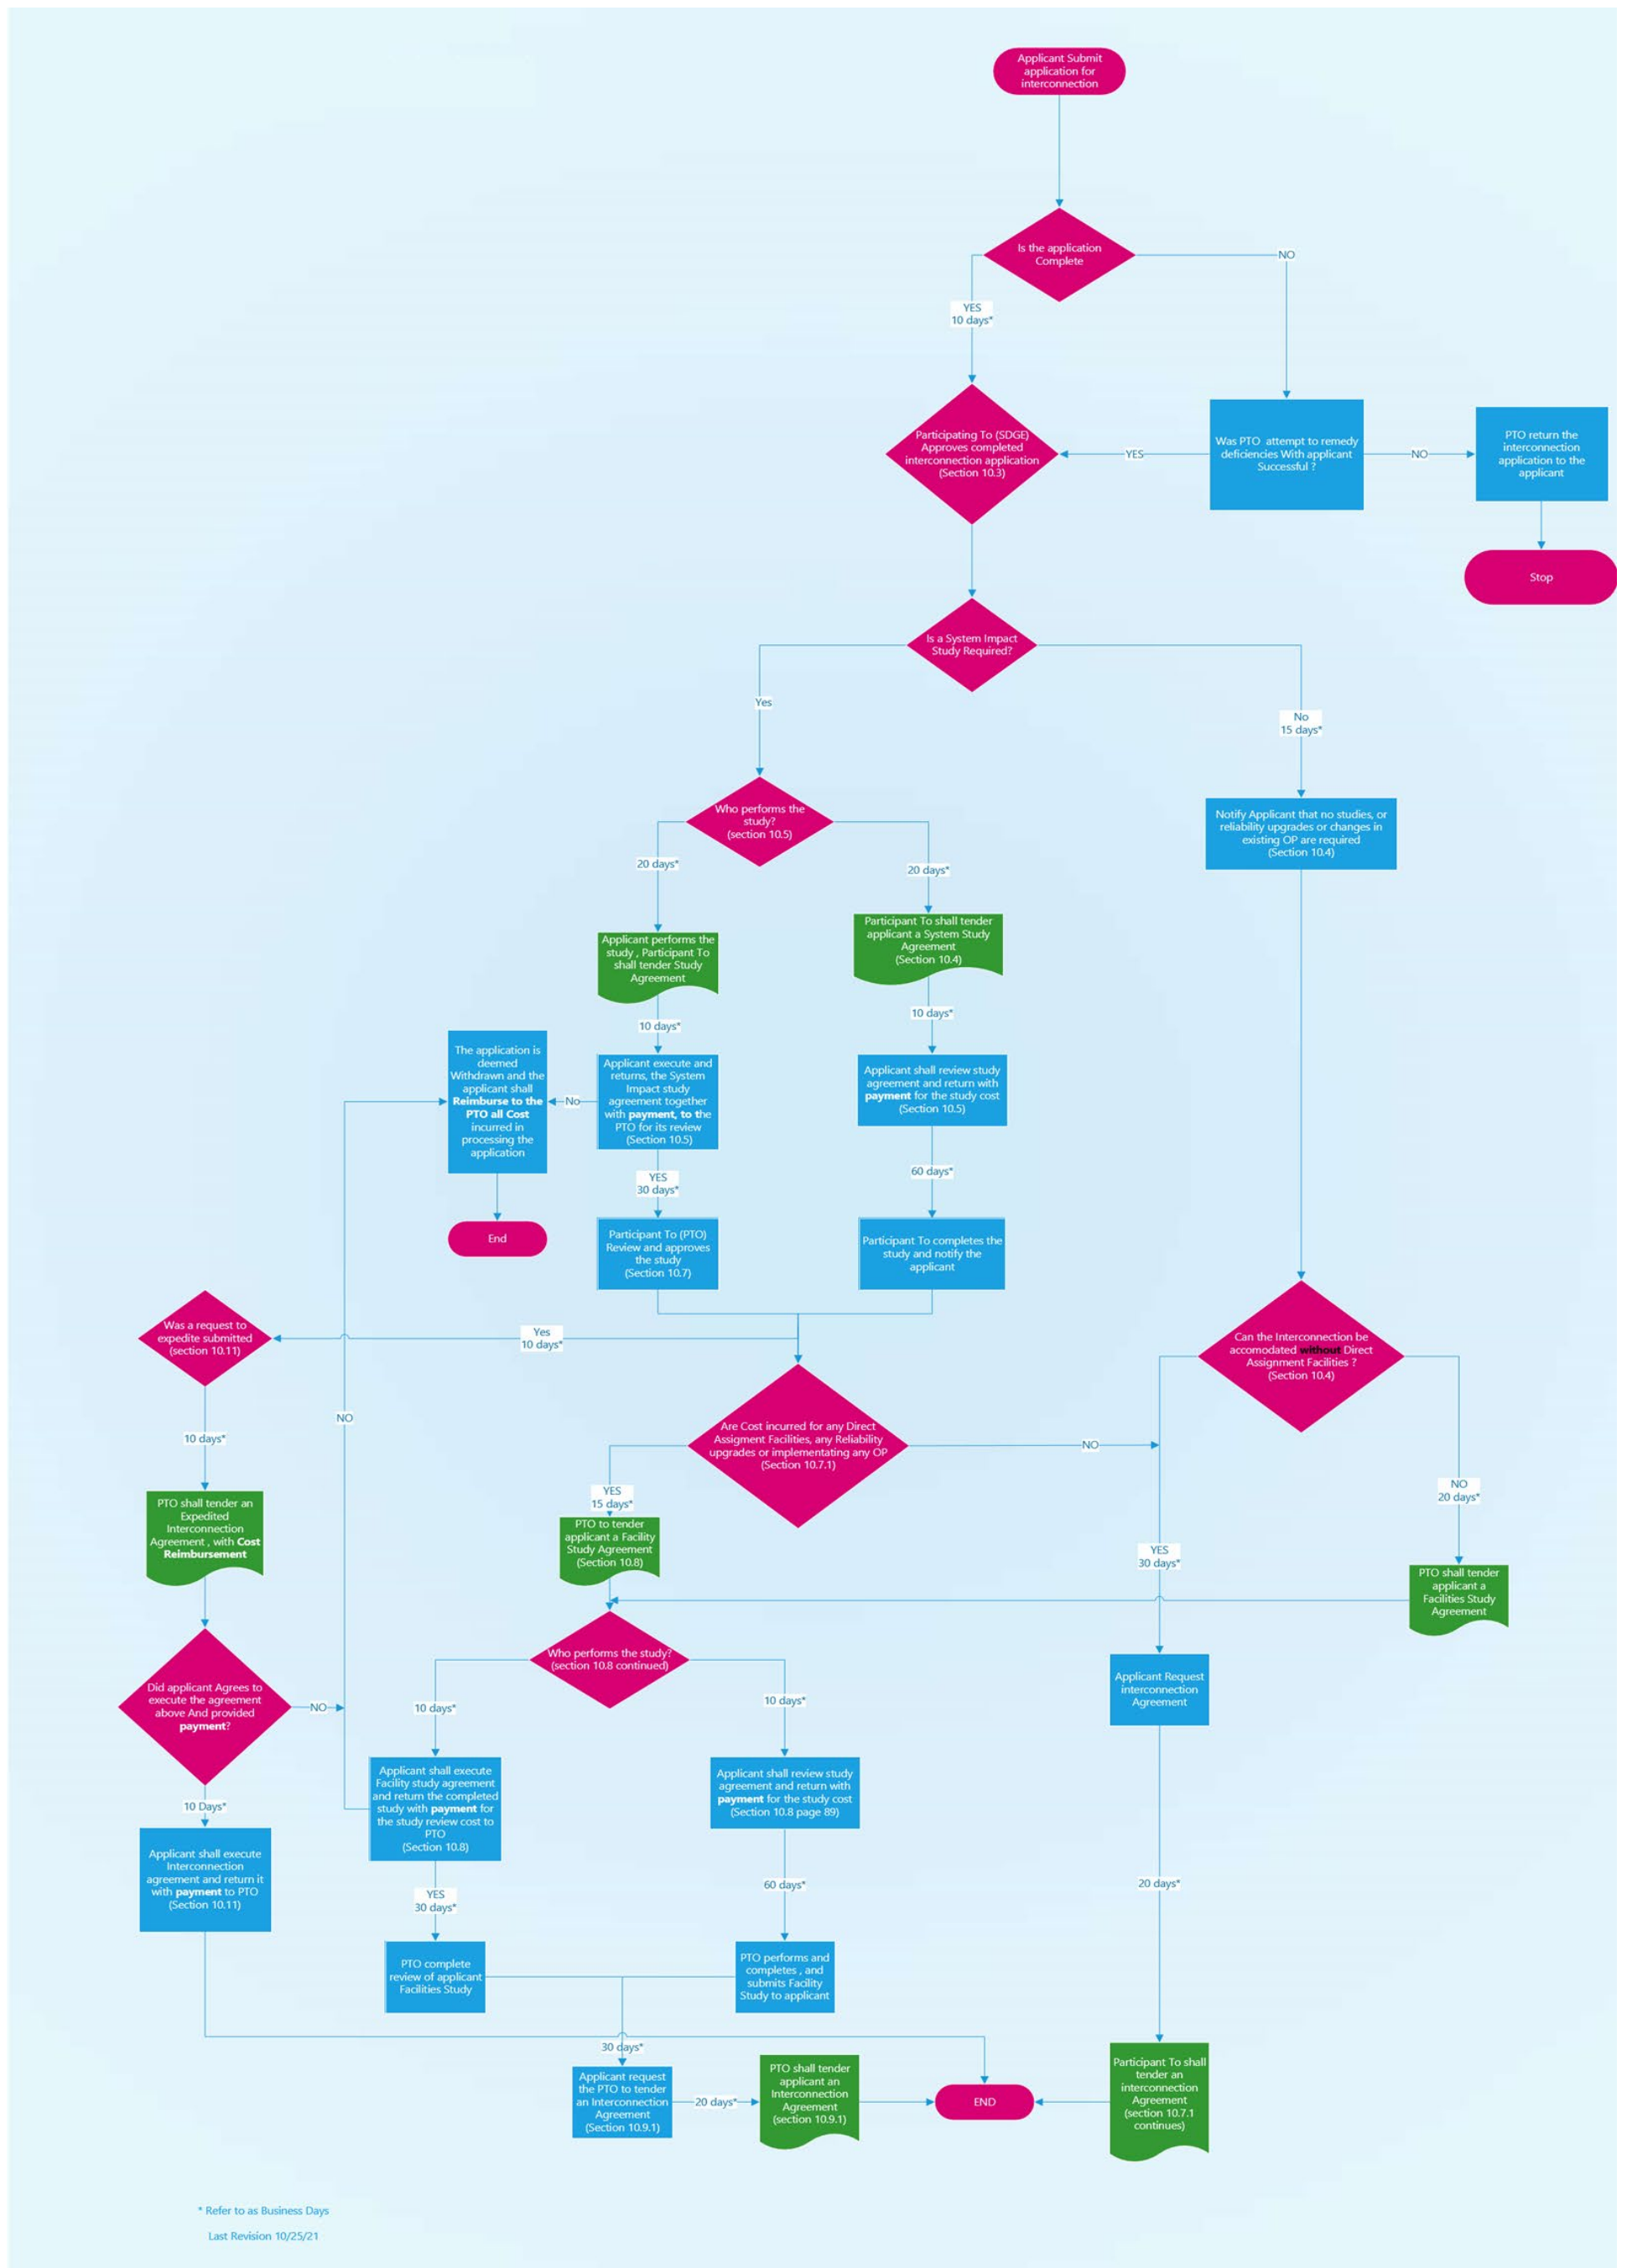 Applicant Submit
application for
interconnection
Is the application
Complete
NO
YES
10 days*
Participating To (SDGE)
Approves completed
interconnection application
(Section 10.3)
YES
Was PTO attempt to remedy
deficiencies With applicant
Successful ?
NO
PTO return the
interconnection
application to the
applicant
Stop
Is a System Impact
Study Required?
Yes
No
15 days*
Who performs the
study?
(section 10.5)
Notify Applicant that no studies, or
reliability upgrades or changes in
existing OP are required
(Section 10.4)
20 days*
20 days*
Applicant performs the
study , Participant To
shall tender Study
Agreement
Participant To shall tender
applicant a System Study
Agreement
(Section 10.4)
10 days*
10 days*
The application is
deemed
Withdrawn and the
applicant shall
Reimburse to the
PTO all Cost
incurred in
processing the
application
No
Applicant execute and
returns, the System
Impact study
agreement together
with payment, to the
PTO for its review
(Section 10.5)
Applicant shall review study
agreement and return with
payment for the study cost
(Section 10.5)
YES
30 days*
60 days*
End
Participant To (PTO)
Review and approves
the study
(Section 10.7)
Participant To completes the
study and notify the
applicant
Was a request to
expedite submitted
(section 10.11)
Yes
10 days*
Can the Interconnection be
accomodated without Direct
Assignment Facilities ?
(Section 10.4)
NO
10 days*
Are Cost incurred for any Direct
Assigment Facilities, any Reliability
upgrades or implementating any OP
(Section 10.7.1)
NO
NO
20 days*
YES
15 days*
PTO shall tender an
Expedited
Interconnection
Agreement , with Cost
Reimbursement
PTO to tender
applicant a Facility
Study Agreement
(Section 10.8)
YES
30 days*
PTO shall tender
applicant a
Facilities Study
Agreement
Who performs the study?
(section 10.8 continued)
Did applicant Agrees to
execute the agreement
above And provided
payment?
NO
10 days*
10 days*
Applicant Request
interconnection
Agreement
10 Days*
Applicant shall execute
Facility study agreement
and return the completed
study with payment for
the study review cost to
PTO
(Section 10.8)
Applicant shall review study
agreement and return with
payment for the study cost
(Section 10.8 page 89)
Applicant shall execute
Interconnection
agreement and return it
with payment to PTO
(Section 10.11)
YES
30 days*
60 days*
20 days*
PTO complete
review of applicant
Facilities Study
PTO performs and
completes , and
submits Facility
Study to applicant
30 days*
Applicant request
the PTO to tender
an Interconnection
Agreement
(Section 10.9.1)
20 days*
PTO shall tender
applicant an
Interconnection
Agreement
(section 10.9.1)
END
Participant To shall
tender an
interconnection
Agreement
(section 10.7.1
continues)
* Refer to as Business Days
Last Revision 10/25/21